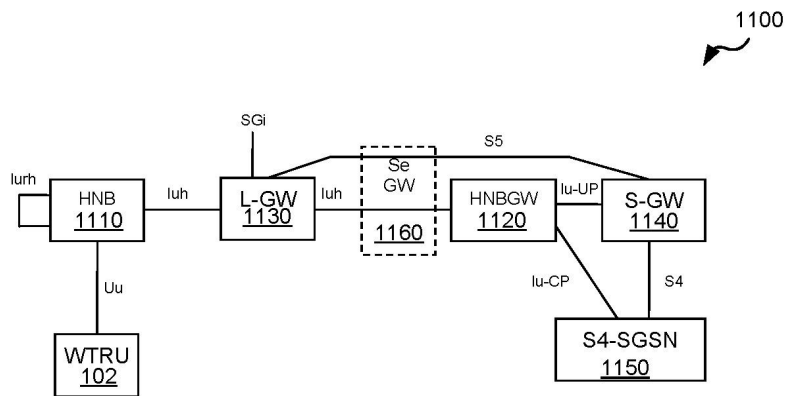 1100
SGi
S5
Se
GW
Iurh
HNB
1110
Iuh
L-GW
1130
Iuh
1160
HNBGW
1120
Iu-UP
S-GW
1140
Uu
Iu-CP
S4
WTRU
102
S4-SGSN
1150